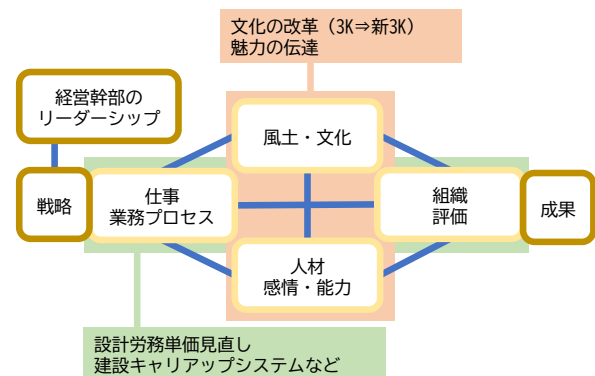 文化の改革（3K⇒新3K）
魅力の伝達
経営幹部の
リーダーシップ
風土・文化
戦略
仕事
業務プロセス
組織
評価
成果
人材
感情・能力
設計労務単価見直し
建設キャリアアップシステムなど